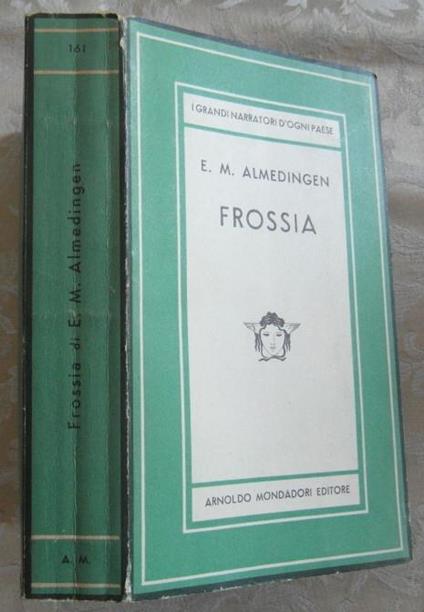 161
Frossia di E. M. Almedingen
A. M.
I GRANDI NARRATORI D'OGNI PAESE
E. M. ALMEDINGEN
FROSSIA
ARNOLDO MONDADORI EDITORE